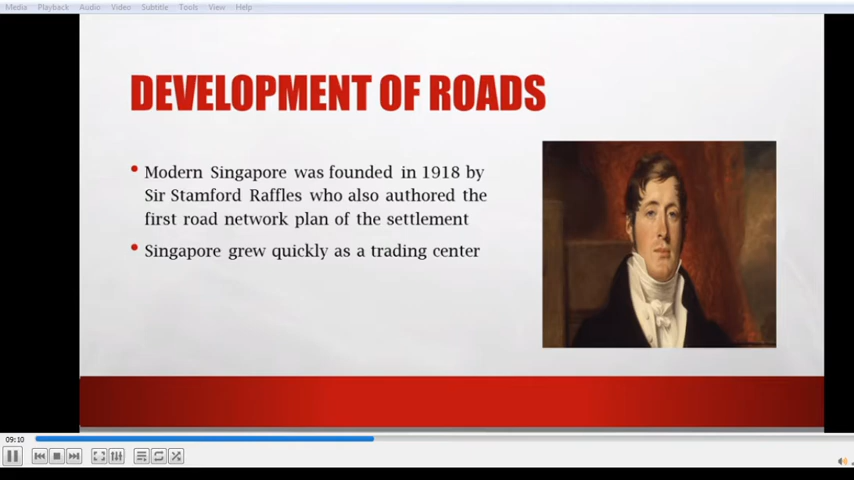 Media Playback Audio Video Subtitle Tools View Help
DEVELOPMENT OF ROADS
• Modern Singapore was founded in 1918 by
Sir Stamford Raffles who also authored the
first road network plan of the settlement
• Singapore grew quickly as a trading center
09:10